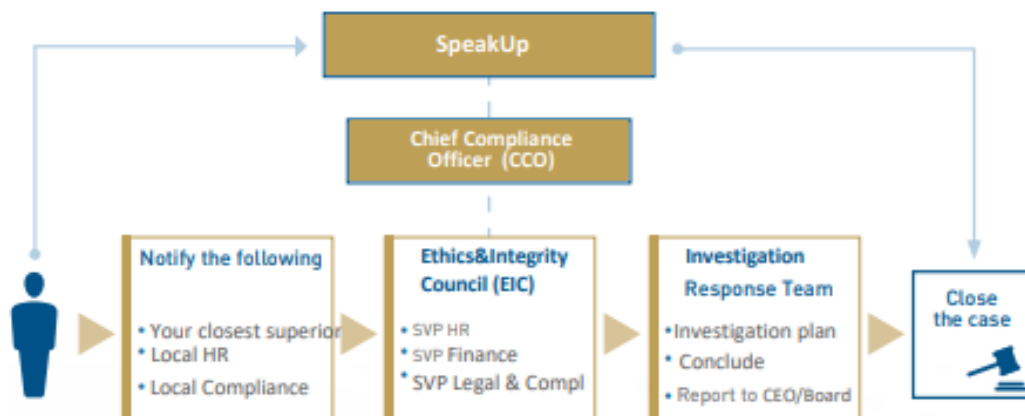 SpeakUp
Chief Compliance
Officer (CCO)
Notify the following
• Your closest superior
• Local HR
• Local Compliance
Ethics&Integrity
Council (EIC)
• SVP HR
• SVP Finance
• SVP Legal & Compl
Investigation
Response Team
• Investigation plan
• Conclude
• Report to CEO/Board
Close
the case